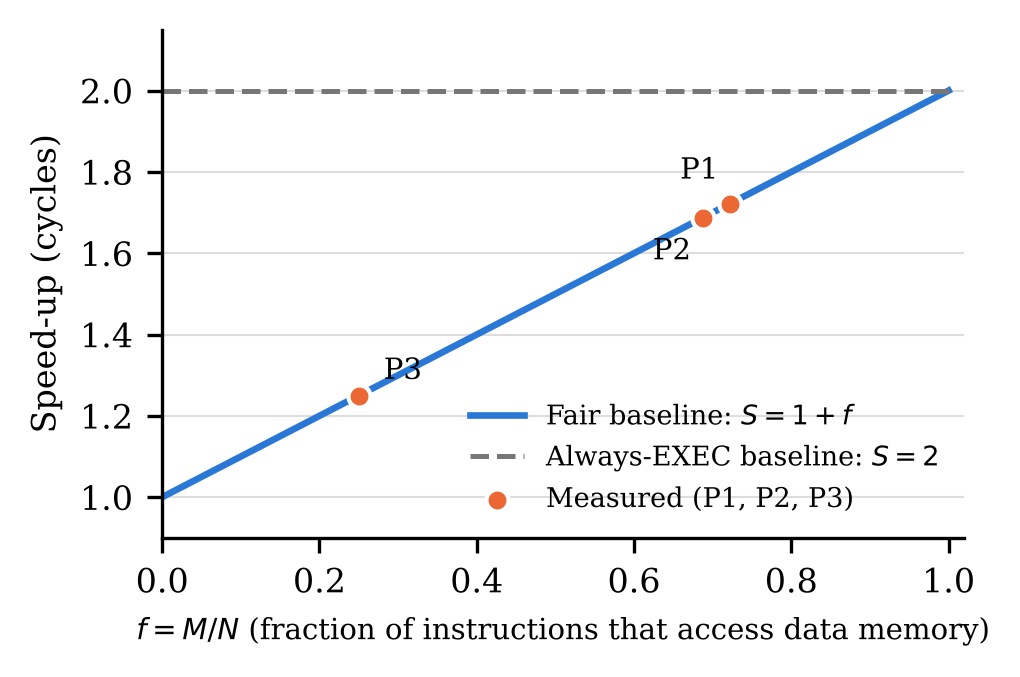 2.0
1.8
1.6
1.4
1.2
1.0
Speed-up (cycles)
P1
P2
P3
Fair baseline: S = 1 + f
Always-EXEC baseline: S = 2
Measured (P1, P2, P3)
0.0 0.2 0.4 0.6 0.8 1.0
f = M/N (fraction of instructions that access data memory)